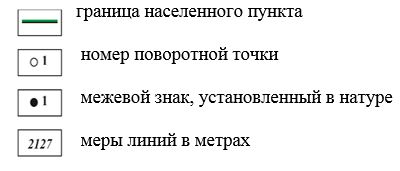 граница населенного пункта
1 номер поворотной точки
1 межевой знак, установленный в натуре
2127 меры линий в метрах